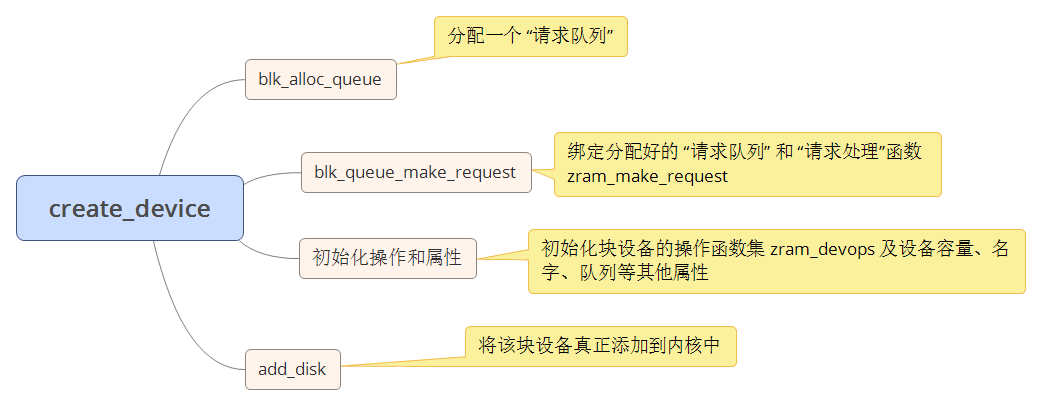 分配一个 “请求队列”
blk_alloc_queue
绑定分配好的 “请求队列” 和 “请求处理”函数
zram_make_request
blk_queue_make_request
create_device
初始化操作和属性
初始化块设备的操作函数集 zram_devops 及设备容量、名
字、队列等其他属性
将该块设备真正添加到内核中
add_disk